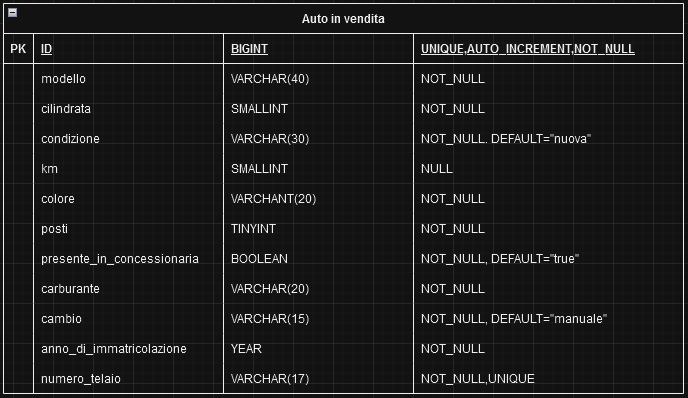 Auto in vendita
PK ID BIGINT UNIQUE,AUTO_INCREMENT,NOT_NULL
modello VARCHAR(40) NOT_NULL
cilindrata SMALLINT NOT_NULL
condizione VARCHAR(30) NOT_NULL. DEFAULT="nuova"
km SMALLINT NULL
colore VARCHANT(20) NOT_NULL
posti TINYINT NOT_NULL
presente_in_concessionaria BOOLEAN NOT_NULL, DEFAULT="true"
carburante VARCHAR(20) NOT_NULL
cambio VARCHAR(15) NOT_NULL, DEFAULT="manuale"
anno_di_immatricolazione YEAR NOT_NULL
numero_telaio VARCHAR(17) NOT_NULL,UNIQUE